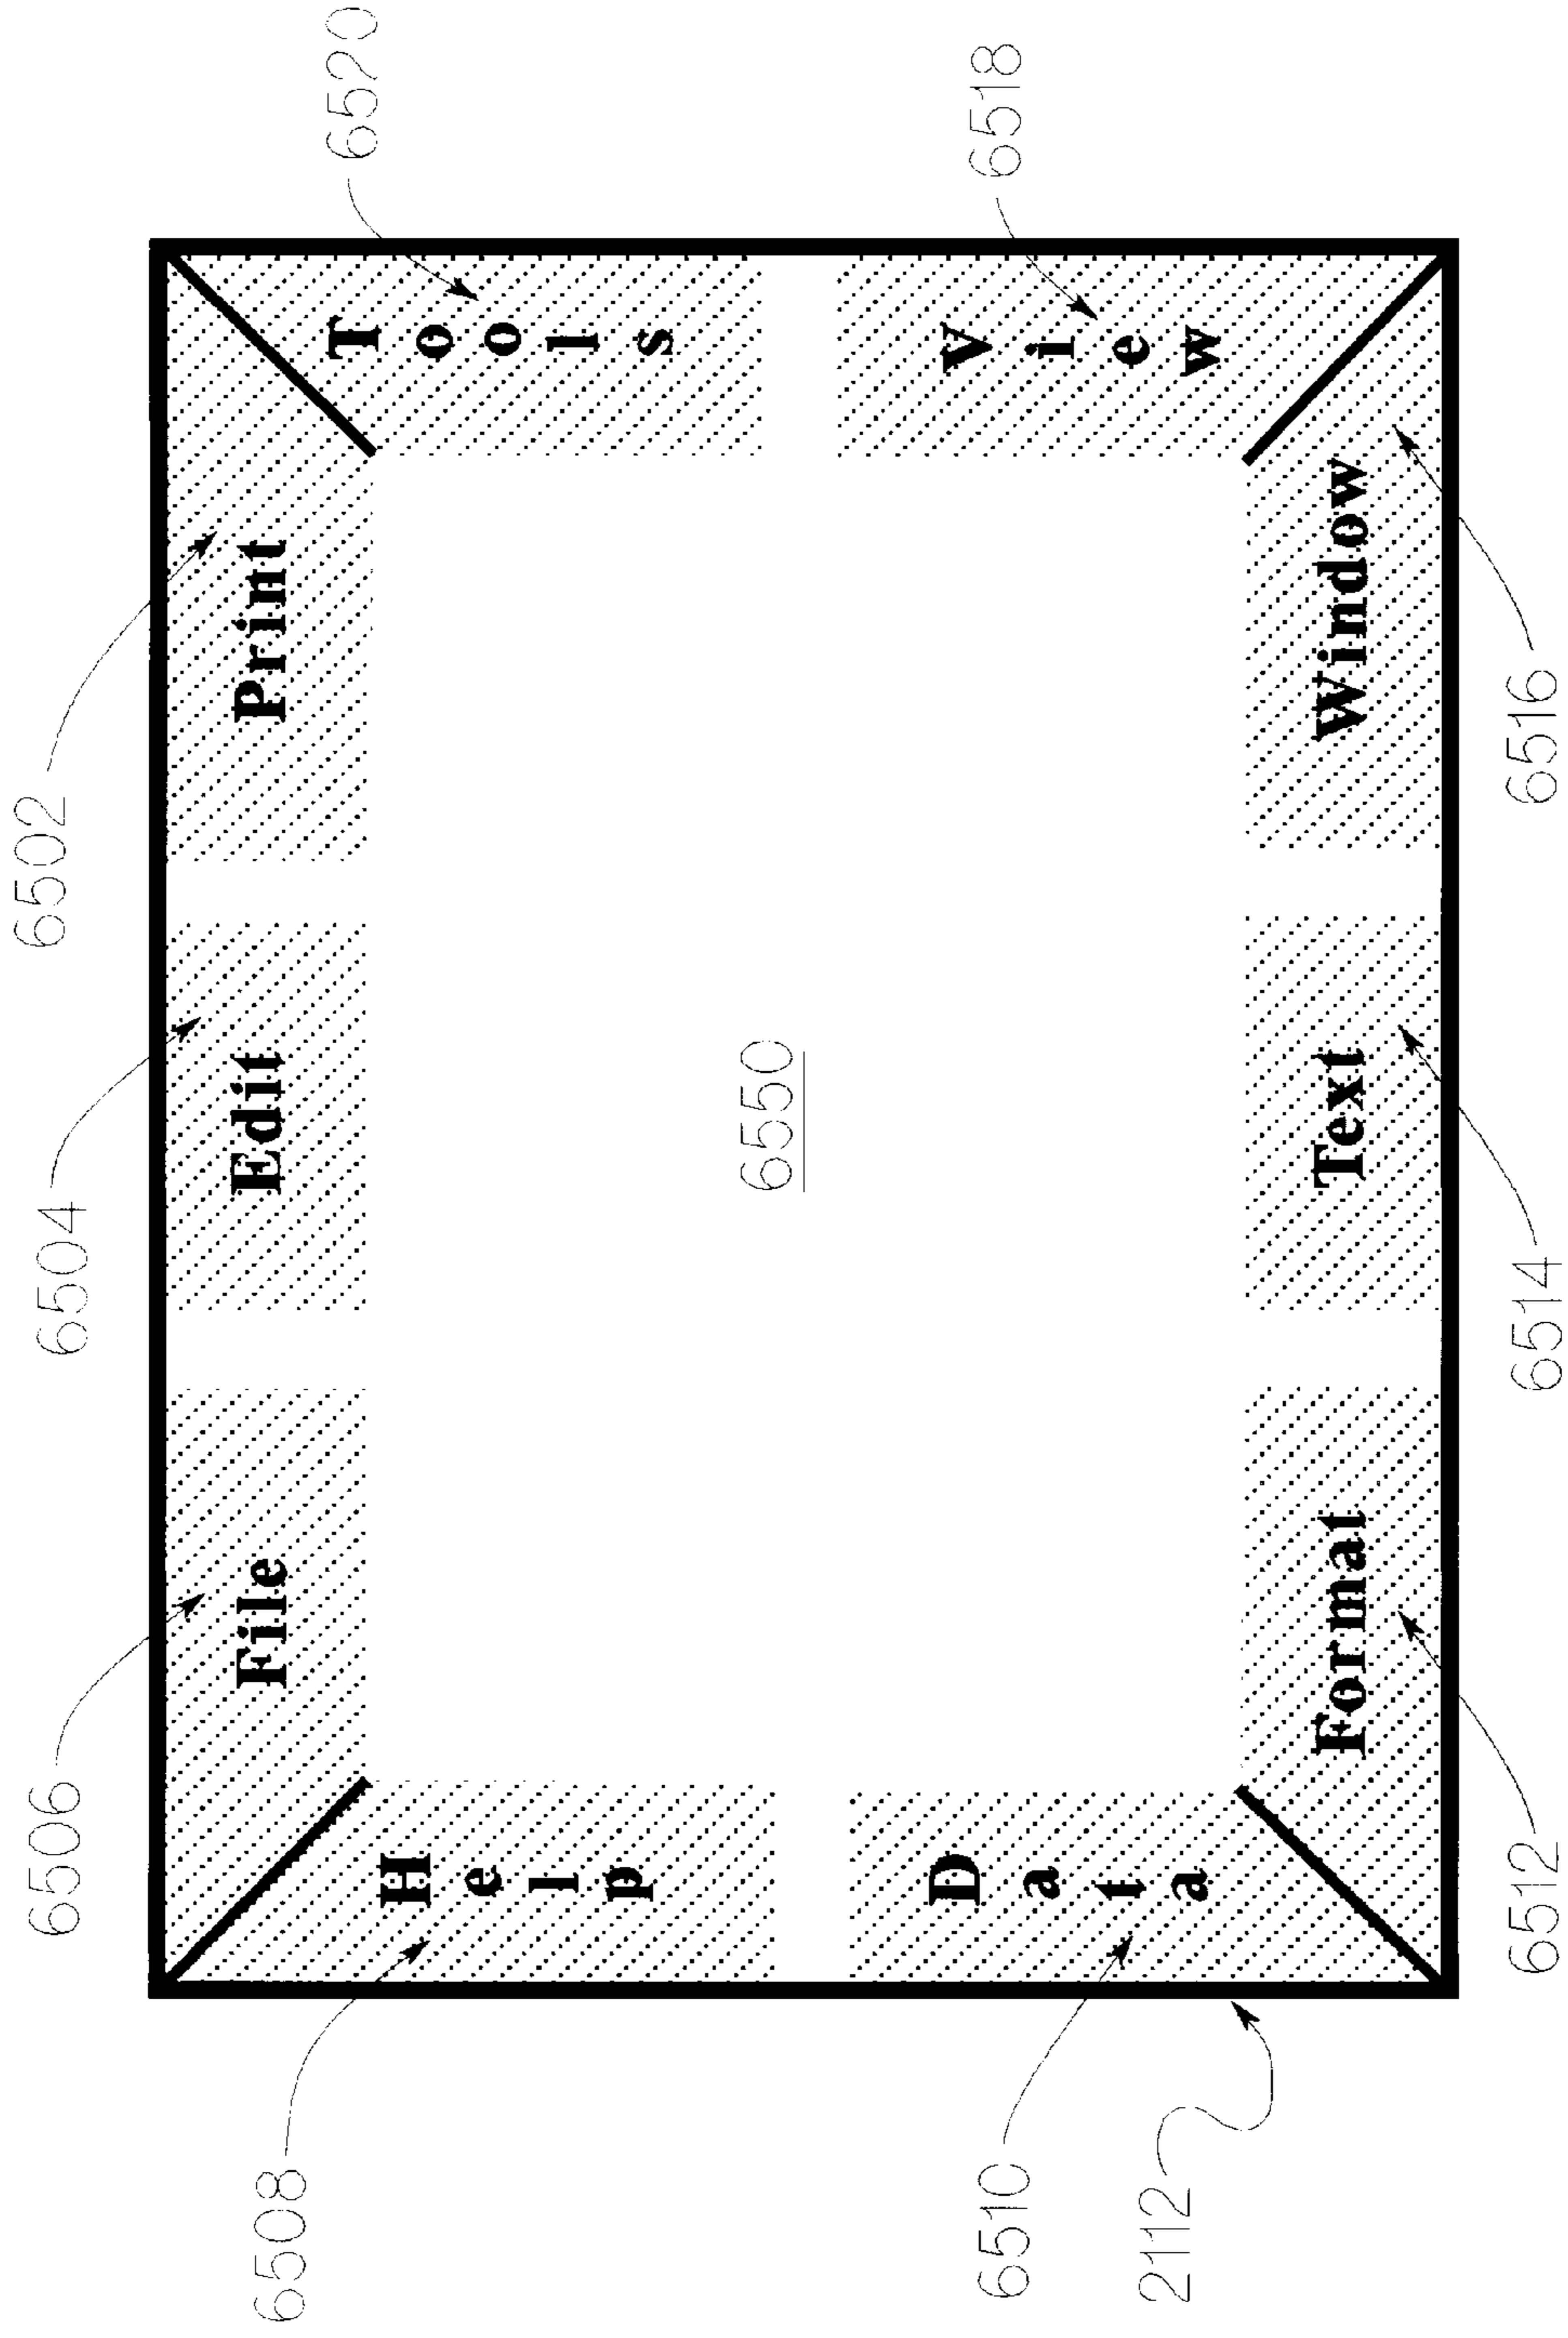 6506
6504
6502
6508
6520
File
Edit
Print
Help
Tools
6550
Data
View
Format
Text
Window
6510
6518
2112
6512
6514
6516